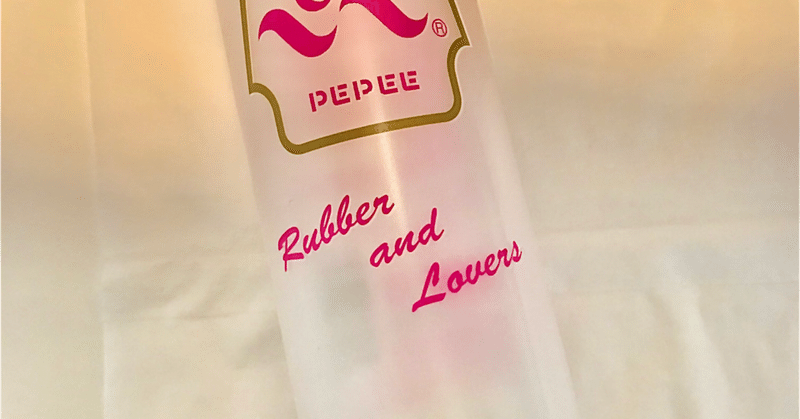 ®
PEPEE
Rubber
and
Lovers